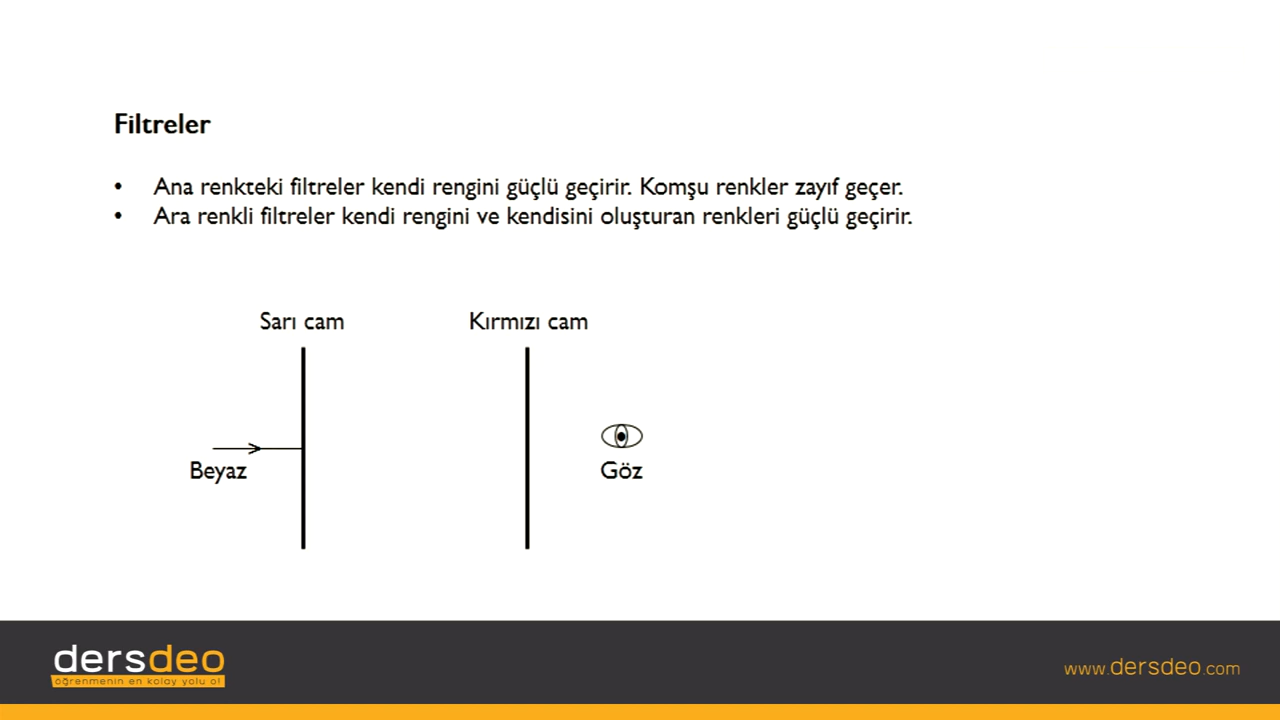 Filtreler
• Ana renkteki filtreler kendi rengini güçlü geçirir. Komşu renkler zayıf geçer.
• Ara renkli filtreler kendi rengini ve kendisini oluşturan renkleri güçlü geçirir.
Sarı cam
Kırmızı cam
Beyaz
Göz
dersdeo
öğrenmenin en kolay yolu o!
www.dersdeo.com